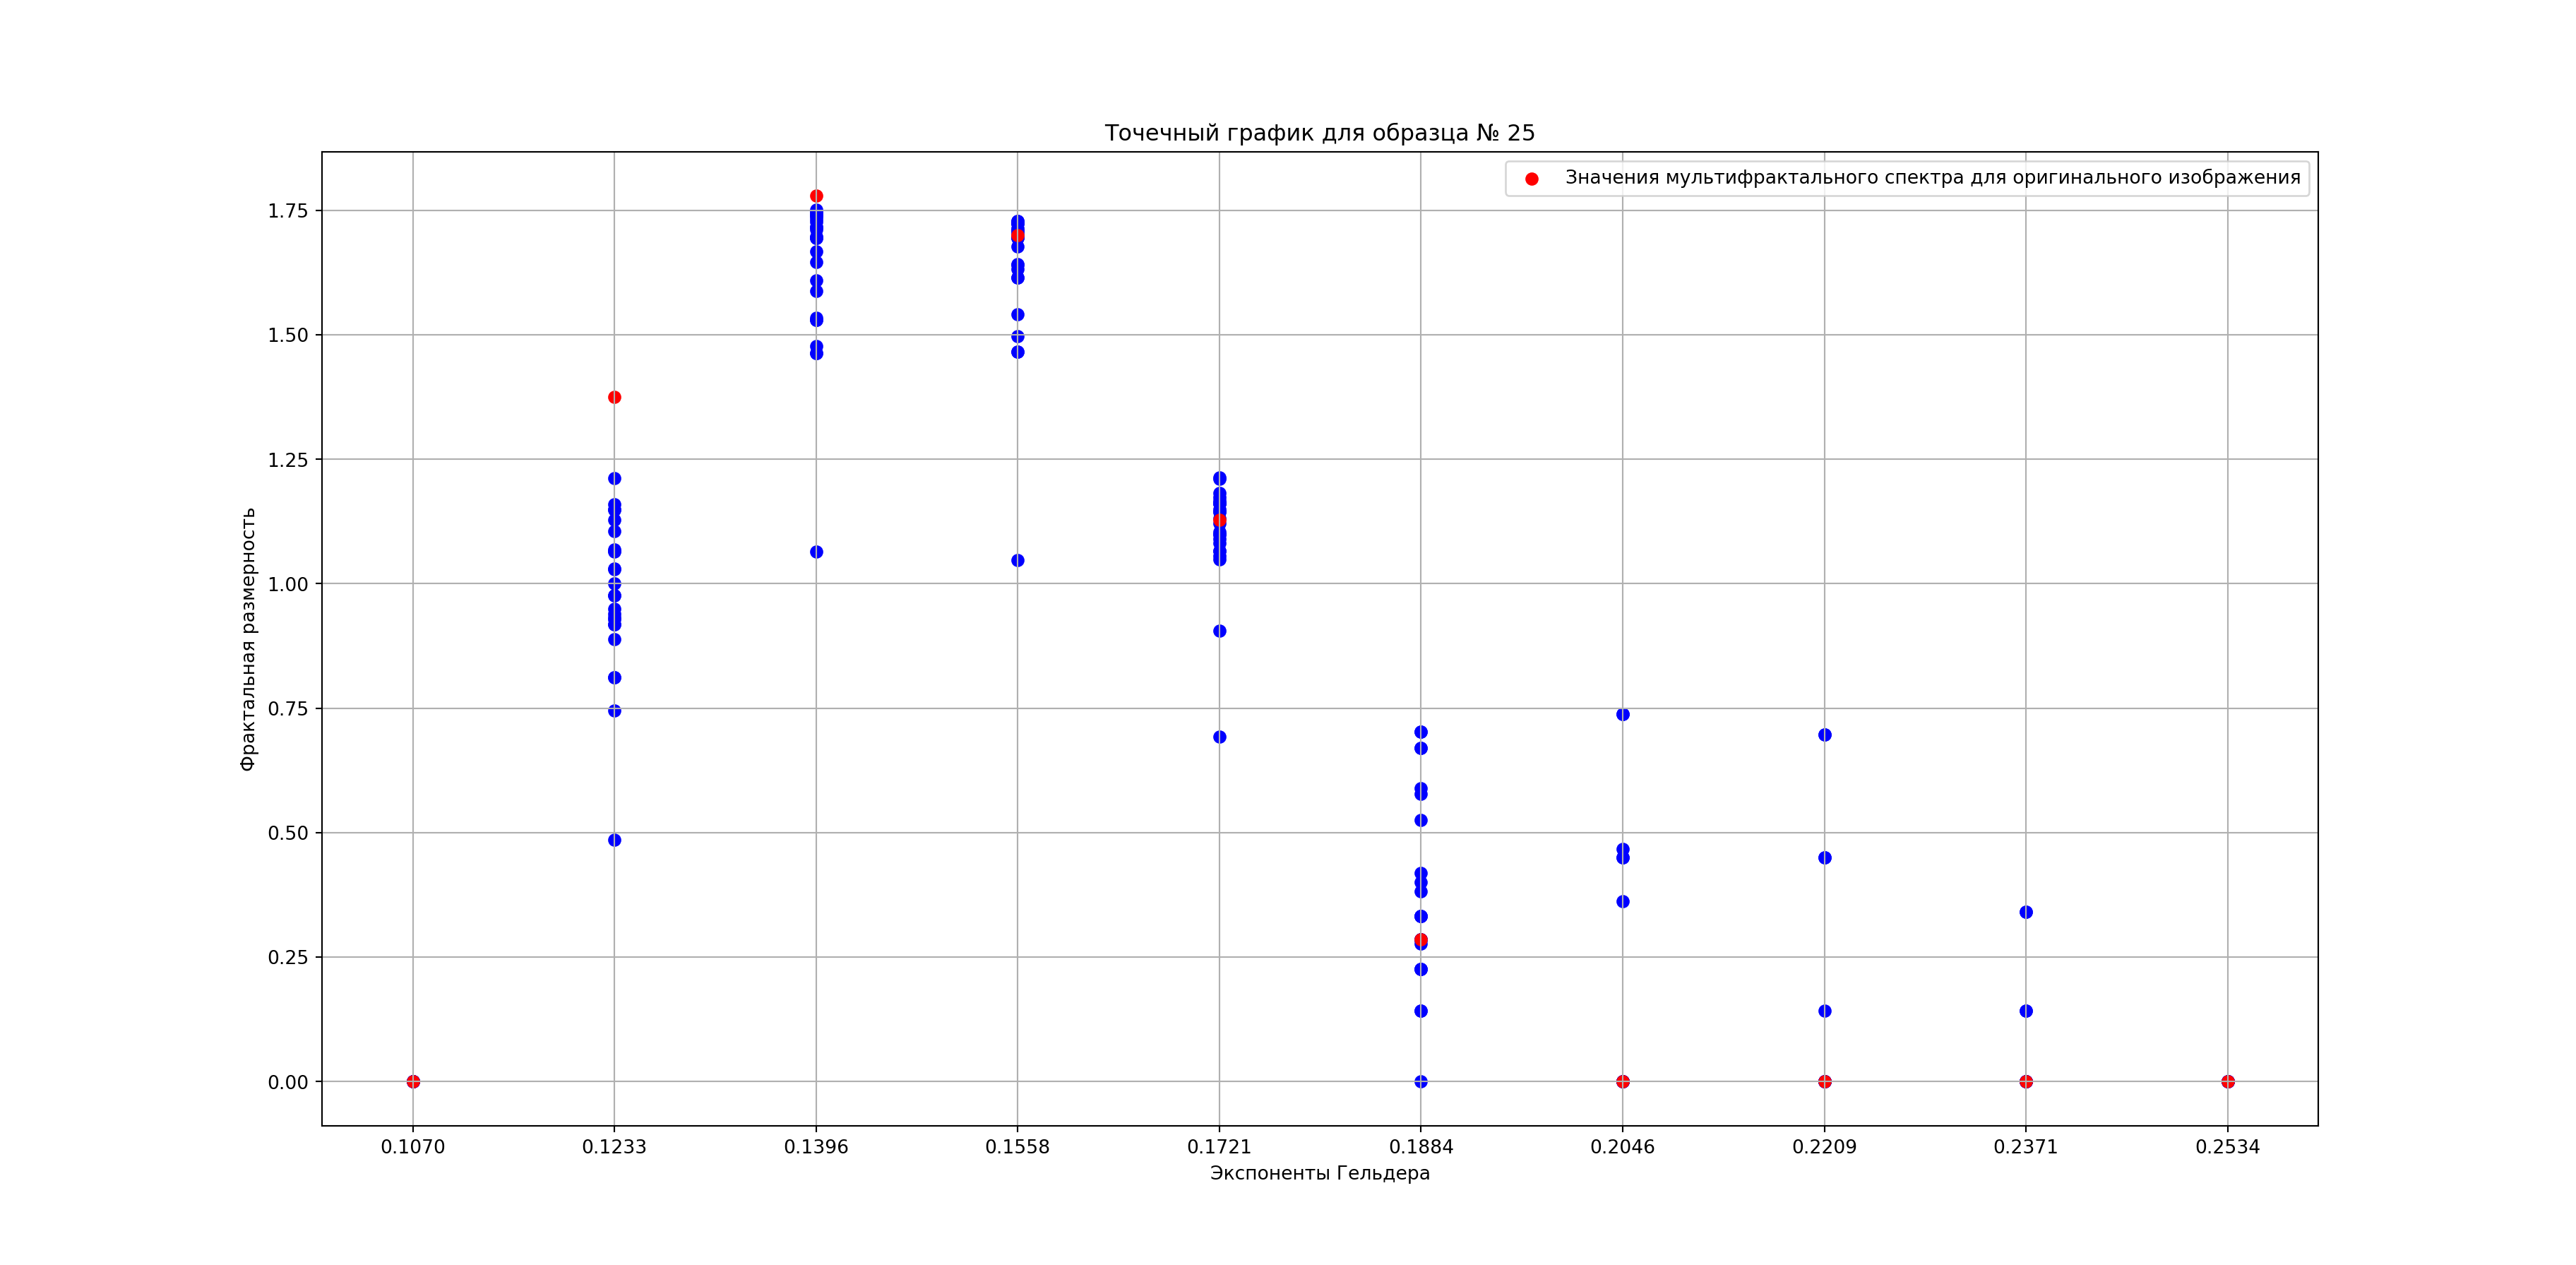 Точечный график для образца № 25
Значения мультифрактального спектра для оригинального изображения
Фрактальная размерность
1.75
1.50
1.25
1.00
0.75
0.50
0.25
0.00
0.1070 0.1233 0.1396 0.1558 0.1721 0.1884 0.2046 0.2209 0.2371 0.2534
Экспоненты Гельдера